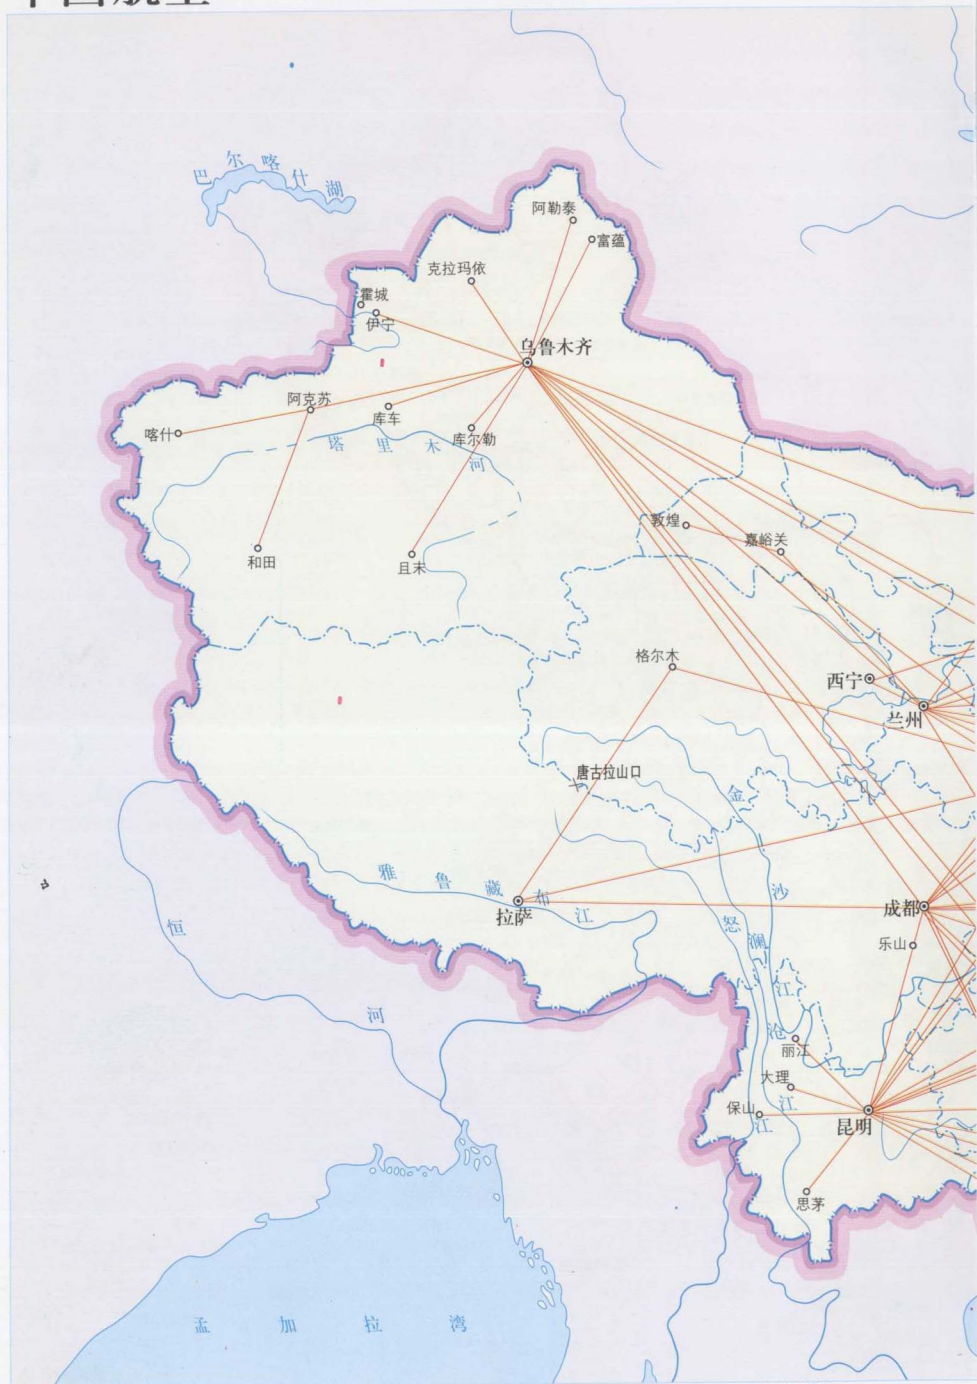 中国航空
巴尔喀什湖
阿勒泰
富蕴
克拉玛依
霍城
伊宁
乌鲁木齐
阿克苏
库车
喀什
库尔勒
塔里木河
敦煌
嘉峪关
和田
且末
格尔木
西宁
兰州
唐古拉山口
金沙江
雅鲁藏布江
拉萨
成都
怒江
澜沧江
乐山
恒河
丽江
大理
保山
昆明
思茅
孟加拉湾